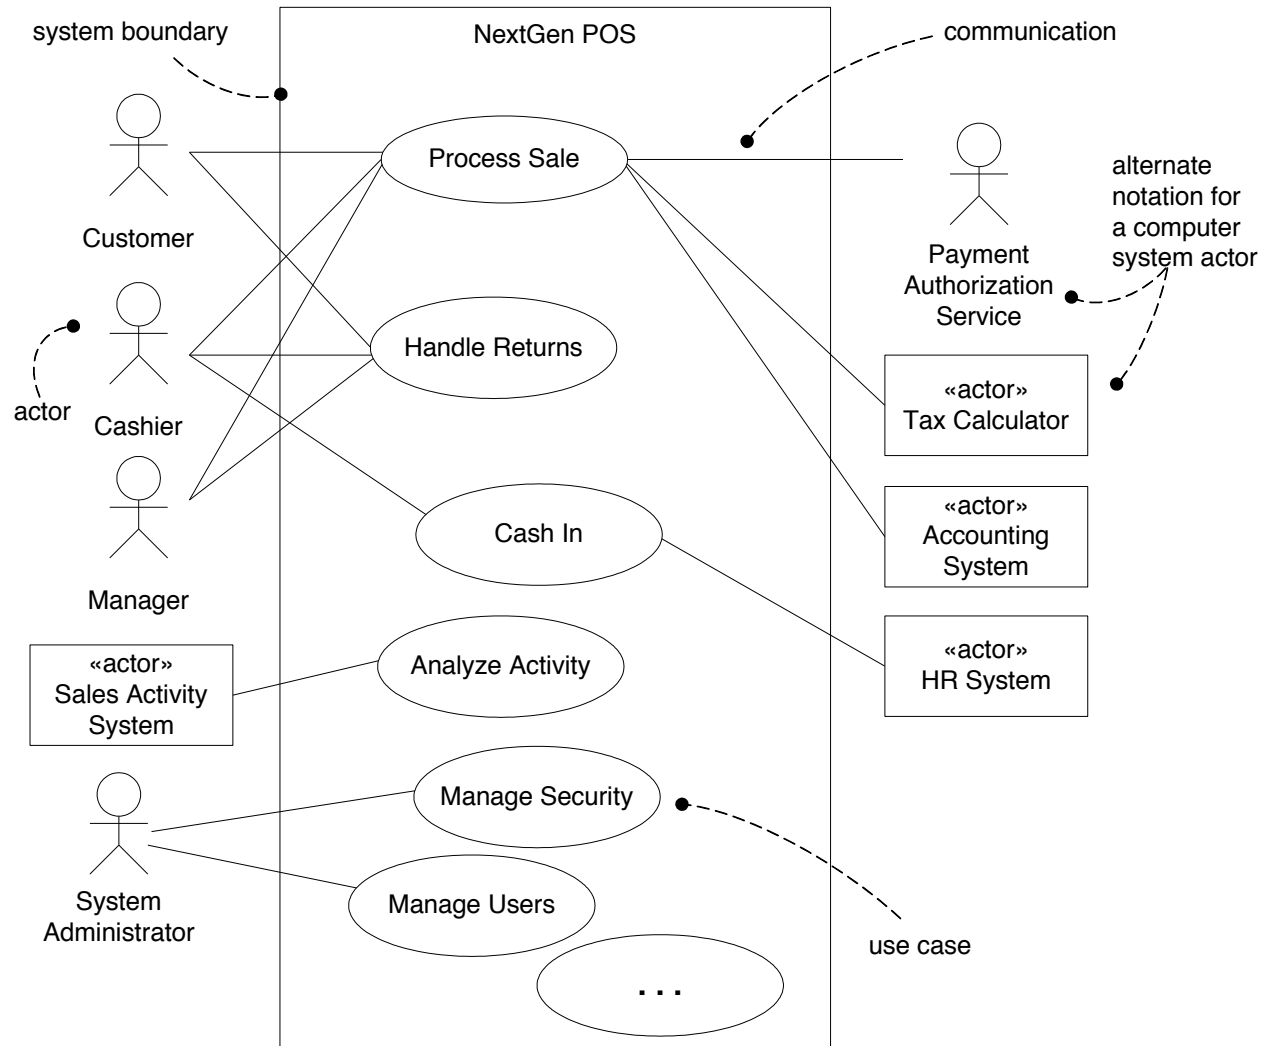 system boundary
NextGen POS
communication
Process Sale
alternate
notation for
a computer
system actor
Customer
Payment
Authorization
Service
Handle Returns
actor
Cashier
«actor»
Tax Calculator
Cash In
«actor»
Accounting
System
Manager
«actor»
Sales Activity
System
Analyze Activity
«actor»
HR System
Manage Security
System
Administrator
Manage Users
use case
. . .